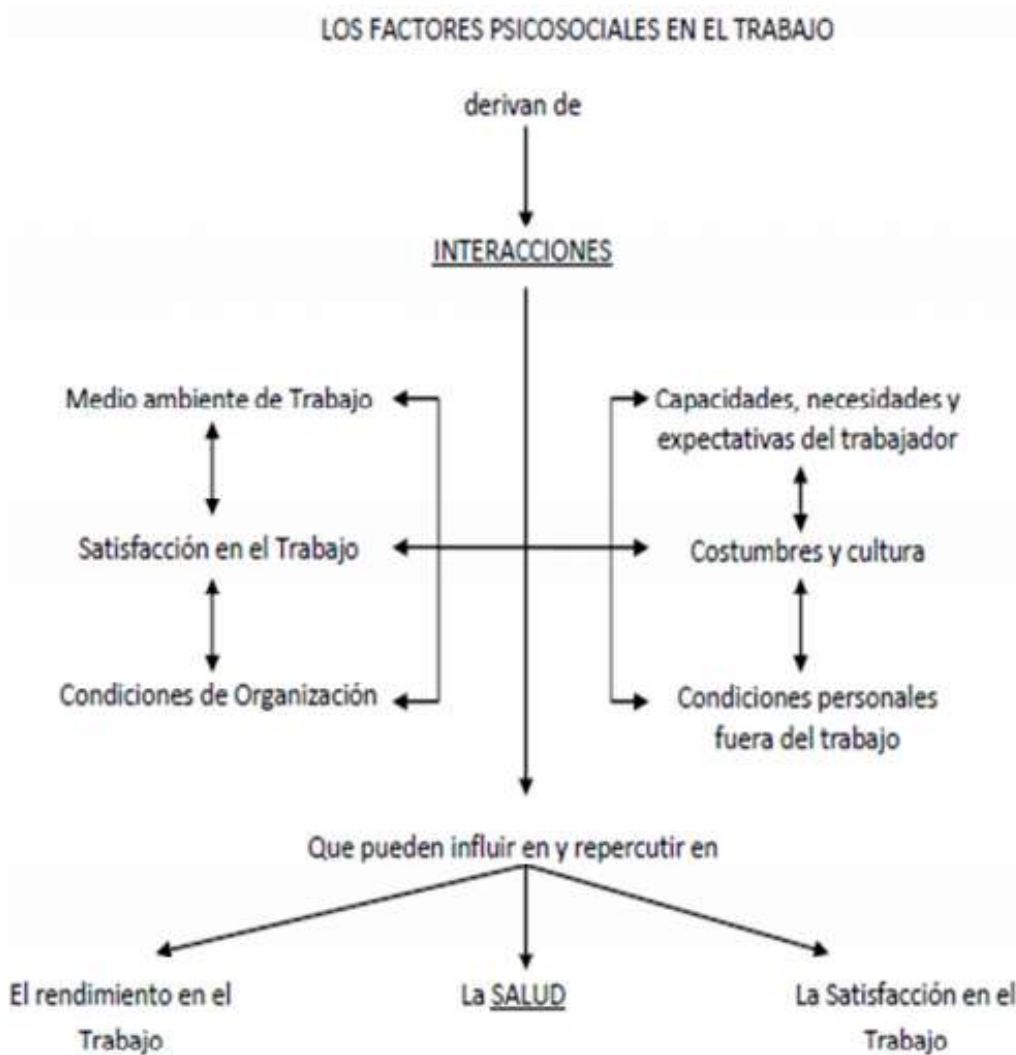 LOS FACTORES PSICOSOCIALES EN EL TRABAJO
derivan de
INTERACCIONES
Medio ambiente de Trabajo
Capacidades, necesidades y
expectativas del trabajador
Satisfacción en el Trabajo
Costumbres y cultura
Condiciones de Organización
Condiciones personales
fuera del trabajo
Que pueden influir en y repercutir en
El rendimiento en el
Trabajo
La SALUD
La Satisfacción en el
Trabajo